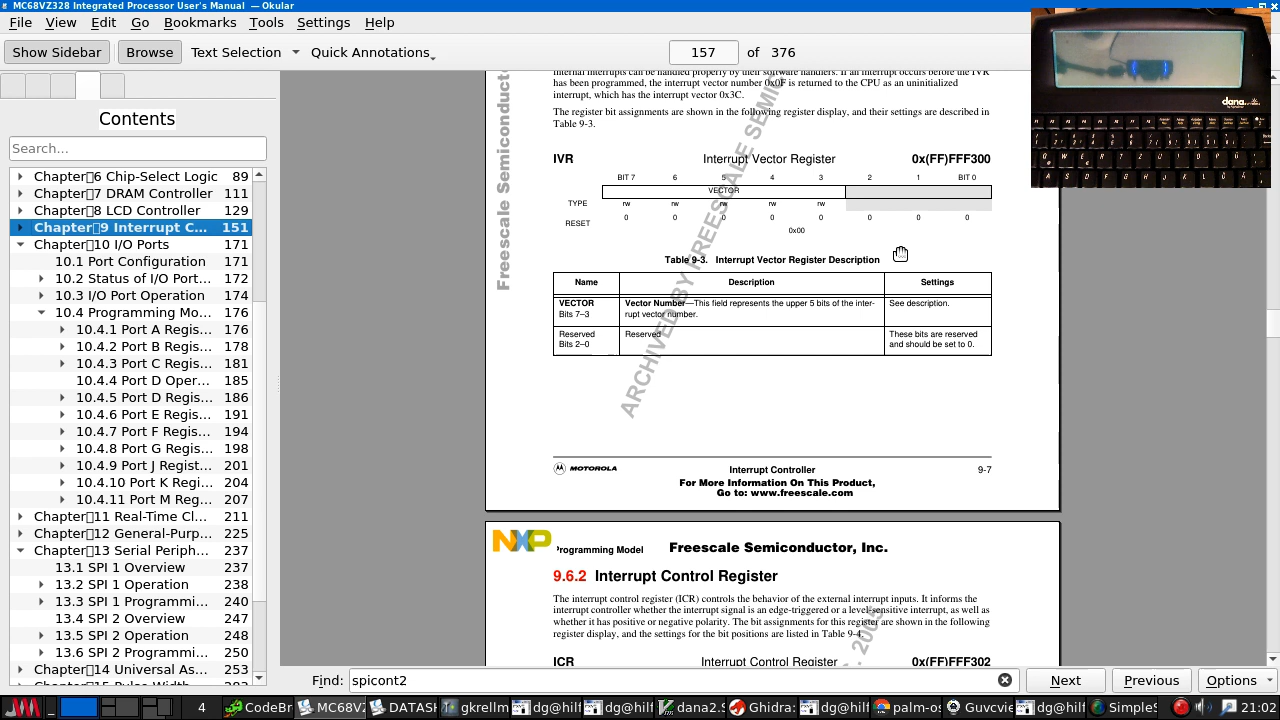 MC68VZ328 Integrated Processor User's Manual — Okular
File View Edit Go Bookmarks Tools Settings Help
Show Sidebar Browse Text Selection Quick Annotations 157 of 376
Contents
Search...
Chapter 6 Chip-Select Logic 89
Chapter 7 DRAM Controller 111
Chapter 8 LCD Controller 129
Chapter 9 Interrupt C... 151
Chapter 10 I/O Ports 171
10.1 Port Configuration 171
10.2 Status of I/O Port... 172
10.3 I/O Port Operation 174
10.4 Programming Mo... 176
10.4.1 Port A Regis... 176
10.4.2 Port B Regis... 178
10.4.3 Port C Regis... 181
10.4.4 Port D Oper... 185
10.4.5 Port D Regis... 186
10.4.6 Port E Regis... 191
10.4.7 Port F Regis... 194
10.4.8 Port G Regis... 198
10.4.9 Port J Regist... 201
10.4.10 Port K Regi... 204
10.4.11 Port M Reg... 207
Chapter 11 Real-Time Cl... 211
Chapter 12 General-Purp... 225
Chapter 13 Serial Periph... 237
13.1 SPI 1 Overview 237
13.2 SPI 1 Operation 238
13.3 SPI 1 Programmi... 240
13.4 SPI 2 Overview 247
13.5 SPI 2 Operation 248
13.6 SPI 2 Programmi... 250
Chapter 14 Universal As... 253
Freescale Semiconductor
ARCHIVED BY FREESCALE SEMI
internal interrupts can be handled properly by their software handlers. If an interrupt occurs before the IVR
has been programmed, the interrupt vector number 0x0F is returned to the CPU as an uninitialized
interrupt, which has the interrupt vector 0x3C.
The register bit assignments are shown in the following register display, and their settings are described in
Table 9-3.
IVR Interrupt Vector Register 0x(FF)FFF300
BIT 7 6 5 4 3 2 1 BIT 0
VECTOR
TYPE rw rw rw rw rw
RESET 0 0 0 0 0 0 0 0
0x00
Table 9-3. Interrupt Vector Register Description
Name Description Settings
VECTOR
Bits 7–3
Vector Number—This field represents the upper 5 bits of the inter-
rupt vector number.
See description.
Reserved
Bits 2–0
Reserved
These bits are reserved
and should be set to 0.
MOTOROLA Interrupt Controller 9-7
For More Information On This Product,
Go to: www.freescale.com
NXP
Programming Model Freescale Semiconductor, Inc.
9.6.2 Interrupt Control Register
The interrupt control register (ICR) controls the behavior of the external interrupt inputs. It informs the
interrupt controller whether the interrupt signal is an edge-triggered or a level-sensitive interrupt, as well as
whether it has positive or negative polarity. The bit assignments for this register are shown in the following
register display, and the settings for the bit positions are listed in Table 9-4.
ICR Interrupt Control Register 0x(FF)FFF302
dana
Find: spicont2 Next Previous Options
4 CodeBr MC68VZ DATASH gkrellm dg@hilf dg@hilf dana2.S Ghidra: dg@hilf palm-os Guvcvie dg@hilf SimpleS 21:02